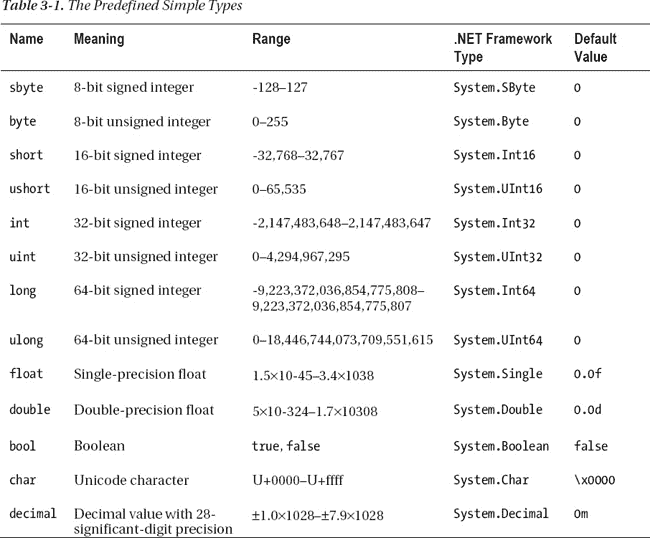 Table 3-1. The Predefined Simple Types
Name Meaning Range .NET Framework Type Default Value
sbyte 8-bit signed integer -128–127 System.SByte 0
byte 8-bit unsigned integer 0–255 System.Byte 0
short 16-bit signed integer -32,768–32,767 System.Int16 0
ushort 16-bit unsigned integer 0–65,535 System.UInt16 0
int 32-bit signed integer -2,147,483,648–2,147,483,647 System.Int32 0
uint 32-bit unsigned integer 0–4,294,967,295 System.UInt32 0
long 64-bit signed integer -9,223,372,036,854,775,808– System.Int64 0
9,223,372,036,854,775,807
ulong 64-bit unsigned integer 0–18,446,744,073,709,551,615 System.UInt64 0
float Single-precision float 1.5×10-45–3.4×1038 System.Single 0.0f
double Double-precision float 5×10-324–1.7×10308 System.Double 0.0d
bool Boolean true, false System.Boolean false
char Unicode character U+0000–U+ffff System.Char \x0000
decimal Decimal value with 28- ±1.0×1028–±7.9×1028 System.Decimal 0m
significant-digit precision